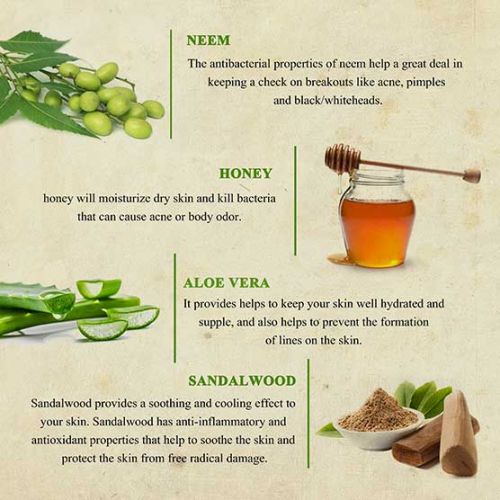 NEEM
The antibacterial properties of neem help a great deal in
keeping a check on breakouts like acne, pimples
and black/whiteheads.
HONEY
honey will moisturize dry skin and kill bacteria
that can cause acne or body odor.
ALOE VERA
It provides helps to keep your skin well hydrated and
supple, and also helps to prevent the formation
of lines on the skin.
SANDALWOOD
Sandalwood provides a soothing and cooling effect to
your skin. Sandalwood has anti-inflammatory and
antioxidant properties that help to soothe the skin and
protect the skin from free radical damage.